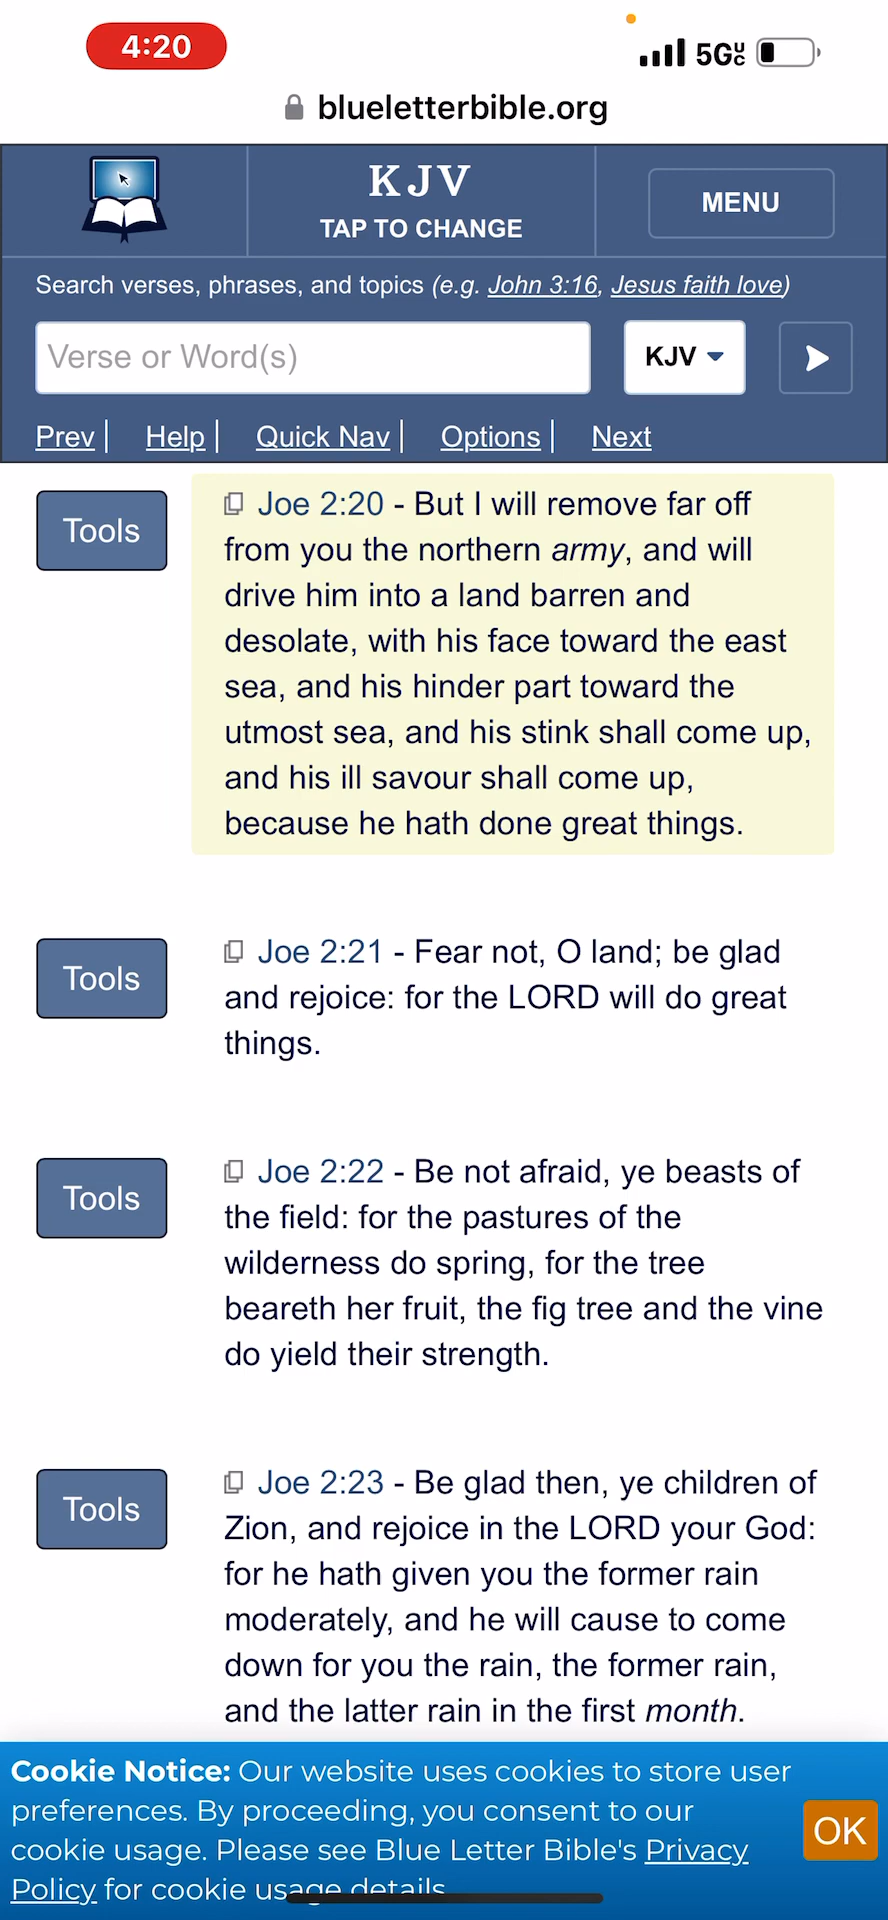 4:20
5G UC
blueletterbible.org
KJV
TAP TO CHANGE
MENU
Search verses, phrases, and topics (e.g. John 3:16, Jesus faith love)
Verse or Word(s)
KJV
Prev | Help | Quick Nav | Options | Next
Tools
Joe 2:20 - But I will remove far off
from you the northern army, and will
drive him into a land barren and
desolate, with his face toward the east
sea, and his hinder part toward the
utmost sea, and his stink shall come up,
and his ill savour shall come up,
because he hath done great things.
Tools
Joe 2:21 - Fear not, O land; be glad
and rejoice: for the LORD will do great
things.
Tools
Joe 2:22 - Be not afraid, ye beasts of
the field: for the pastures of the
wilderness do spring, for the tree
beareth her fruit, the fig tree and the vine
do yield their strength.
Tools
Joe 2:23 - Be glad then, ye children of
Zion, and rejoice in the LORD your God:
for he hath given you the former rain
moderately, and he will cause to come
down for you the rain, the former rain,
and the latter rain in the first month.
Cookie Notice: Our website uses cookies to store user
preferences. By proceeding, you consent to our
cookie usage. Please see Blue Letter Bible's Privacy
Policy for cookie usage details
OK